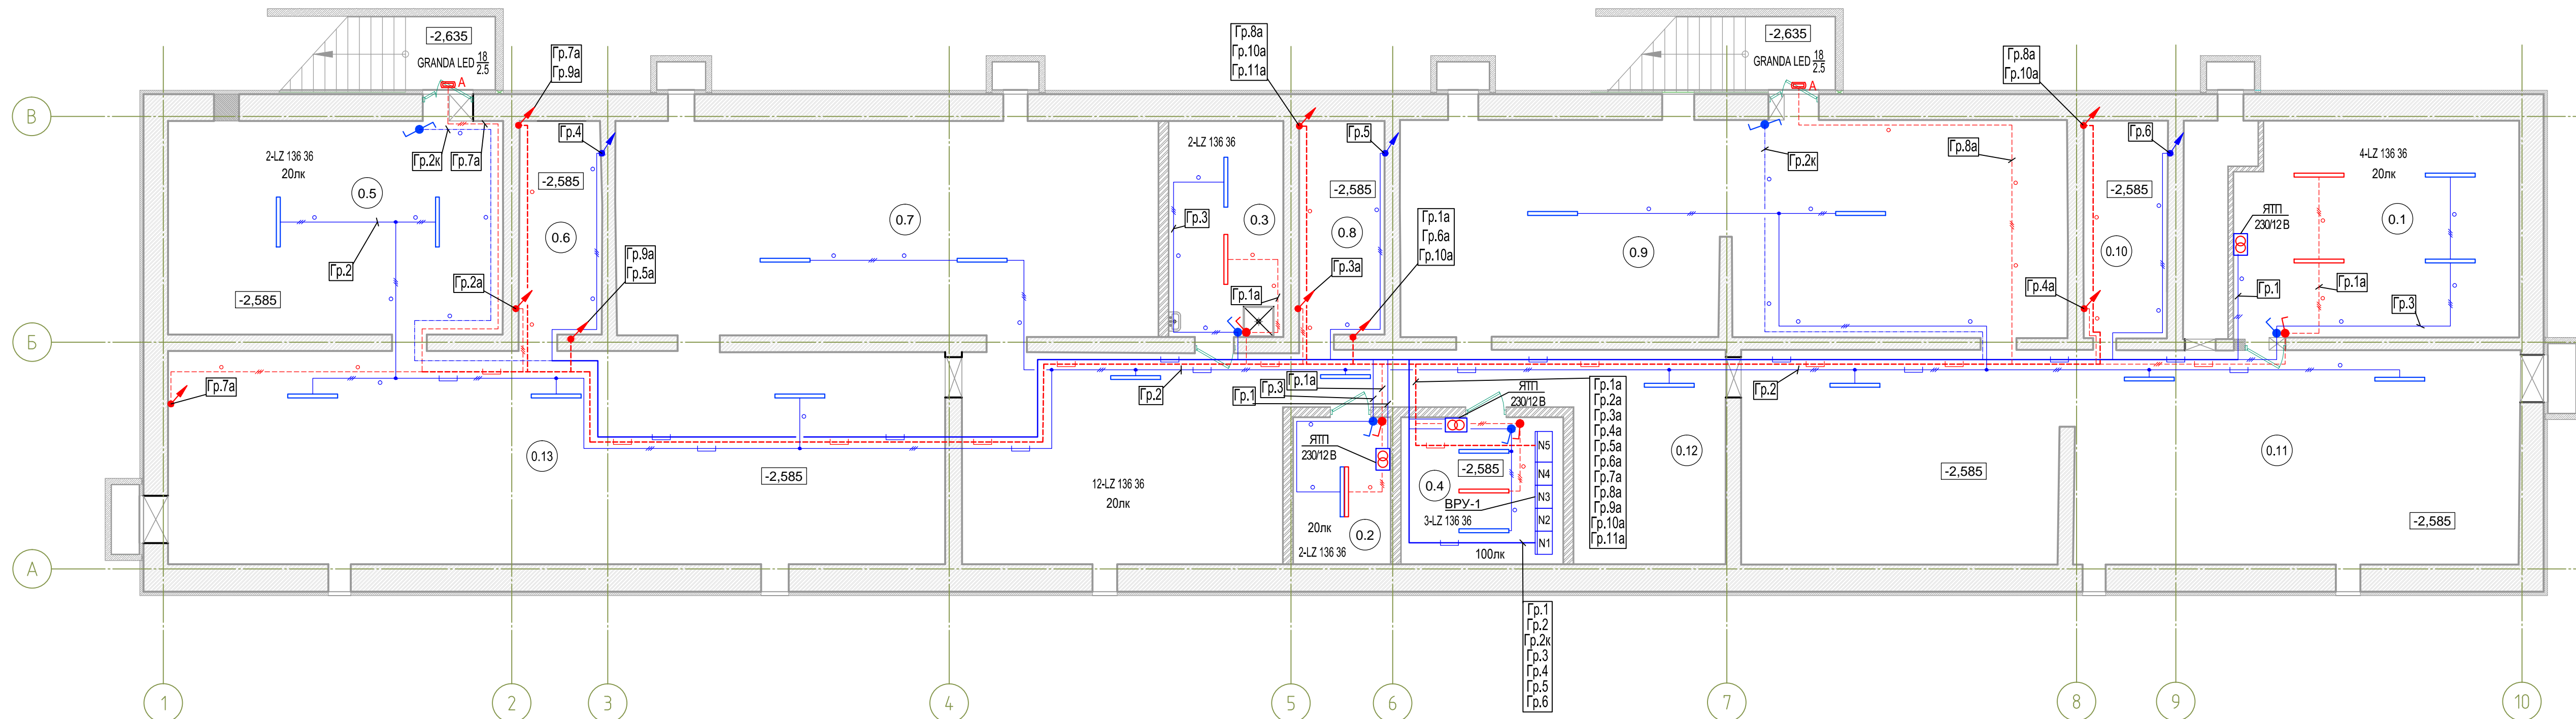 -2,635
GRANDA LED 18
2.5
А
Гр.7а
Гр.9а
Гр.8а
Гр.10а
Гр.11а
-2,635
GRANDA LED 18
2.5
А
Гр.8а
Гр.10а
В
2-LZ 136 36
20лк
0.5
Гр.2к
Гр.7а
Гр.4
-2,585
0.6
Гр.2
-2,585
Гр.2а
Гр.9а
Гр.5а
0.7
2-LZ 136 36
Гр.3
0.3
Гр.1а
Гр.5
-2,585
0.8
Гр.3а
Гр.1а
Гр.6а
Гр.10а
0.9
Гр.2к
Гр.8а
Гр.6
-2,585
0.10
Гр.4а
ЯТП
230/12 В
Гр.1
4-LZ 136 36
20лк
0.1
Гр.1а
Гр.3
Б
Гр.7а
0.13
-2,585
Гр.2
12-LZ 136 36
20лк
Гр.1а
Гр.3
Гр.1
ЯТП
230/12 В
20лк
0.2
2-LZ 136 36
ЯТП
230/12 В
-2,585
0.4
ВРУ-1
3-LZ 136 36
100лк
N5
N4
N3
N2
N1
Гр.1а
Гр.2а
Гр.3а
Гр.4а
Гр.5а
Гр.6а
Гр.7а
Гр.8а
Гр.9а
Гр.10а
Гр.11а
0.12
Гр.2
-2,585
0.11
-2,585
А
Гр.1
Гр.2
Гр.2к
Гр.3
Гр.4
Гр.5
Гр.6
1
2
3
4
5
6
7
8
9
10